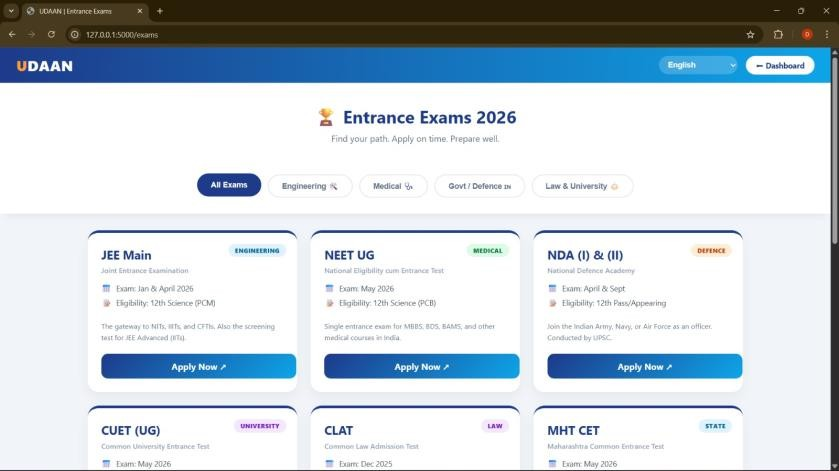 UDAAN | Entrance Exams
127.0.0.1:5000/exams
D
UDAAN
English
Dashboard
Entrance Exams 2026
Find your path. Apply on time. Prepare well.
All Exams
Engineering
Medical
Govt / Defence IN
Law & University
JEE Main
ENGINEERING
Joint Entrance Examination
Exam: Jan & April 2026
Eligibility: 12th Science (PCM)
The gateway to NITs, IIITs, and CFTIs. Also the screening
test for JEE Advanced (IITs).
Apply Now ↗
NEET UG
MEDICAL
National Eligibility cum Entrance Test
Exam: May 2026
Eligibility: 12th Science (PCB)
Single entrance exam for MBBS, BDS, BAMS, and other
medical courses in India.
Apply Now ↗
NDA (I) & (II)
DEFENCE
National Defence Academy
Exam: April & Sept
Eligibility: 12th Pass/Appearing
Join the Indian Army, Navy, or Air Force as an officer.
Conducted by UPSC.
Apply Now ↗
CUET (UG)
UNIVERSITY
Common University Entrance Test
Exam: May 2026
CLAT
LAW
Common Law Admission Test
Exam: Dec 2025
MHT CET
STATE
Maharashtra Common Entrance Test
Exam: May 2026